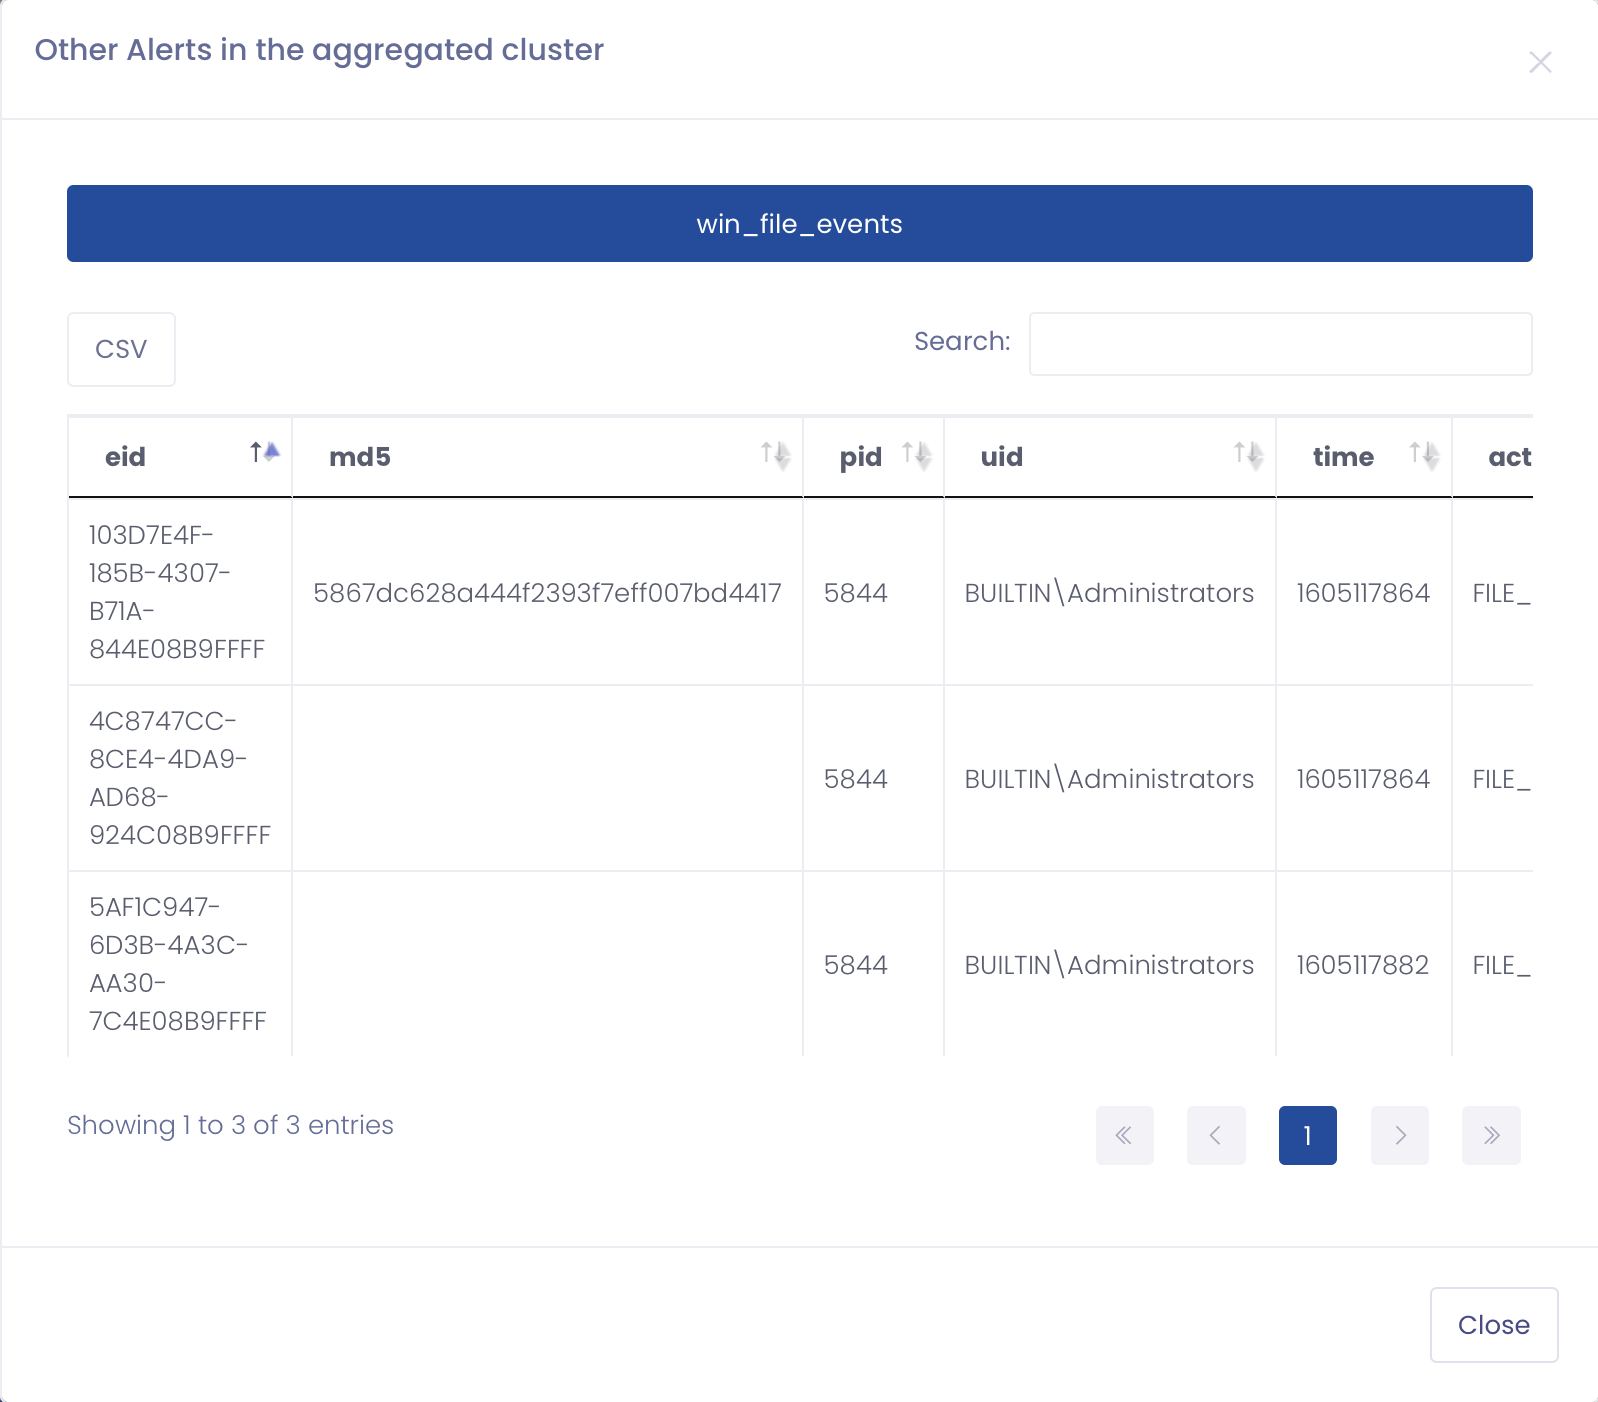 Other Alerts in the aggregated cluster
win_file_events
CSV
Search:
eid md5 pid uid time act
103D7E4F-
185B-4307-
B71A-
844E08B9FFFF
5867dc628a444f2393f7eff007bd4417 5844 BUILTIN\Administrators 1605117864 FILE_
4C8747CC-
8CE4-4DA9-
AD68-
924C08B9FFFF
5844 BUILTIN\Administrators 1605117864 FILE_
5AF1C947-
6D3B-4A3C-
AA30-
7C4E08B9FFFF
5844 BUILTIN\Administrators 1605117882 FILE_
Showing 1 to 3 of 3 entries
1
Close